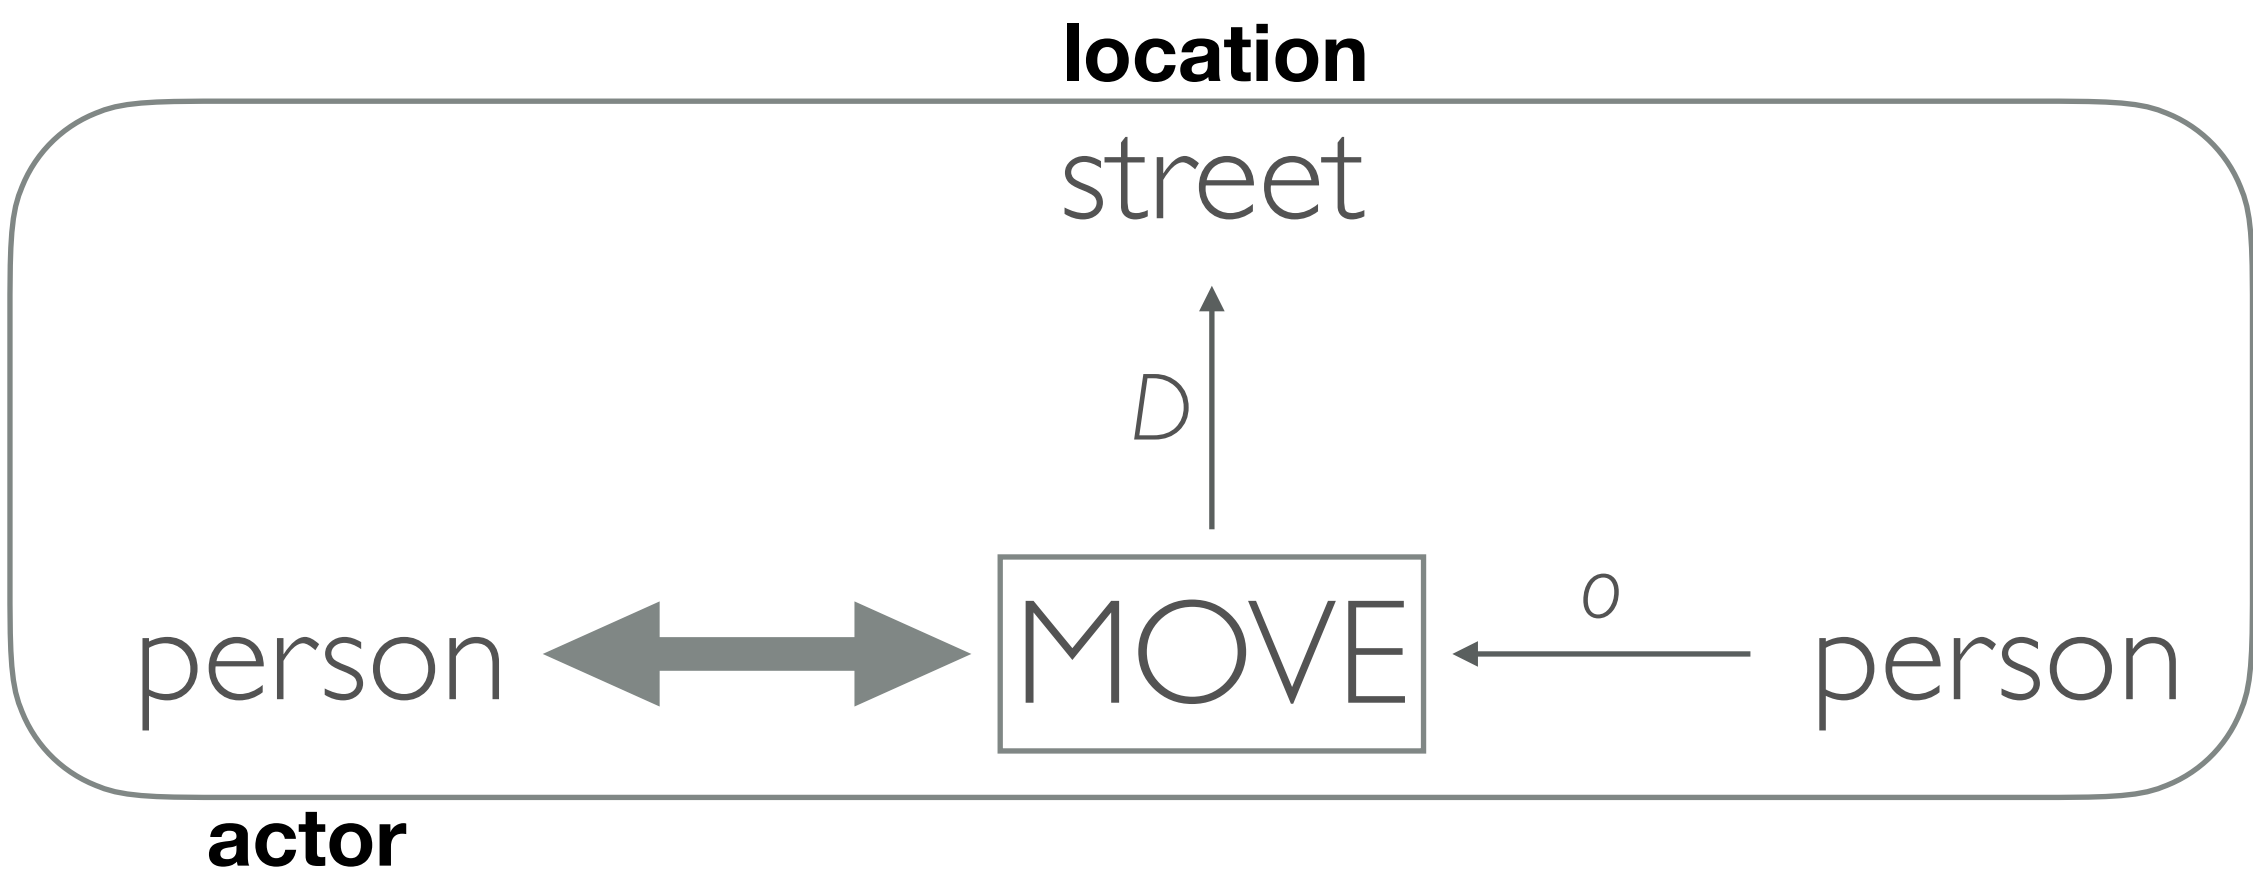 location
street
D
o
person
MOVE
person
actor